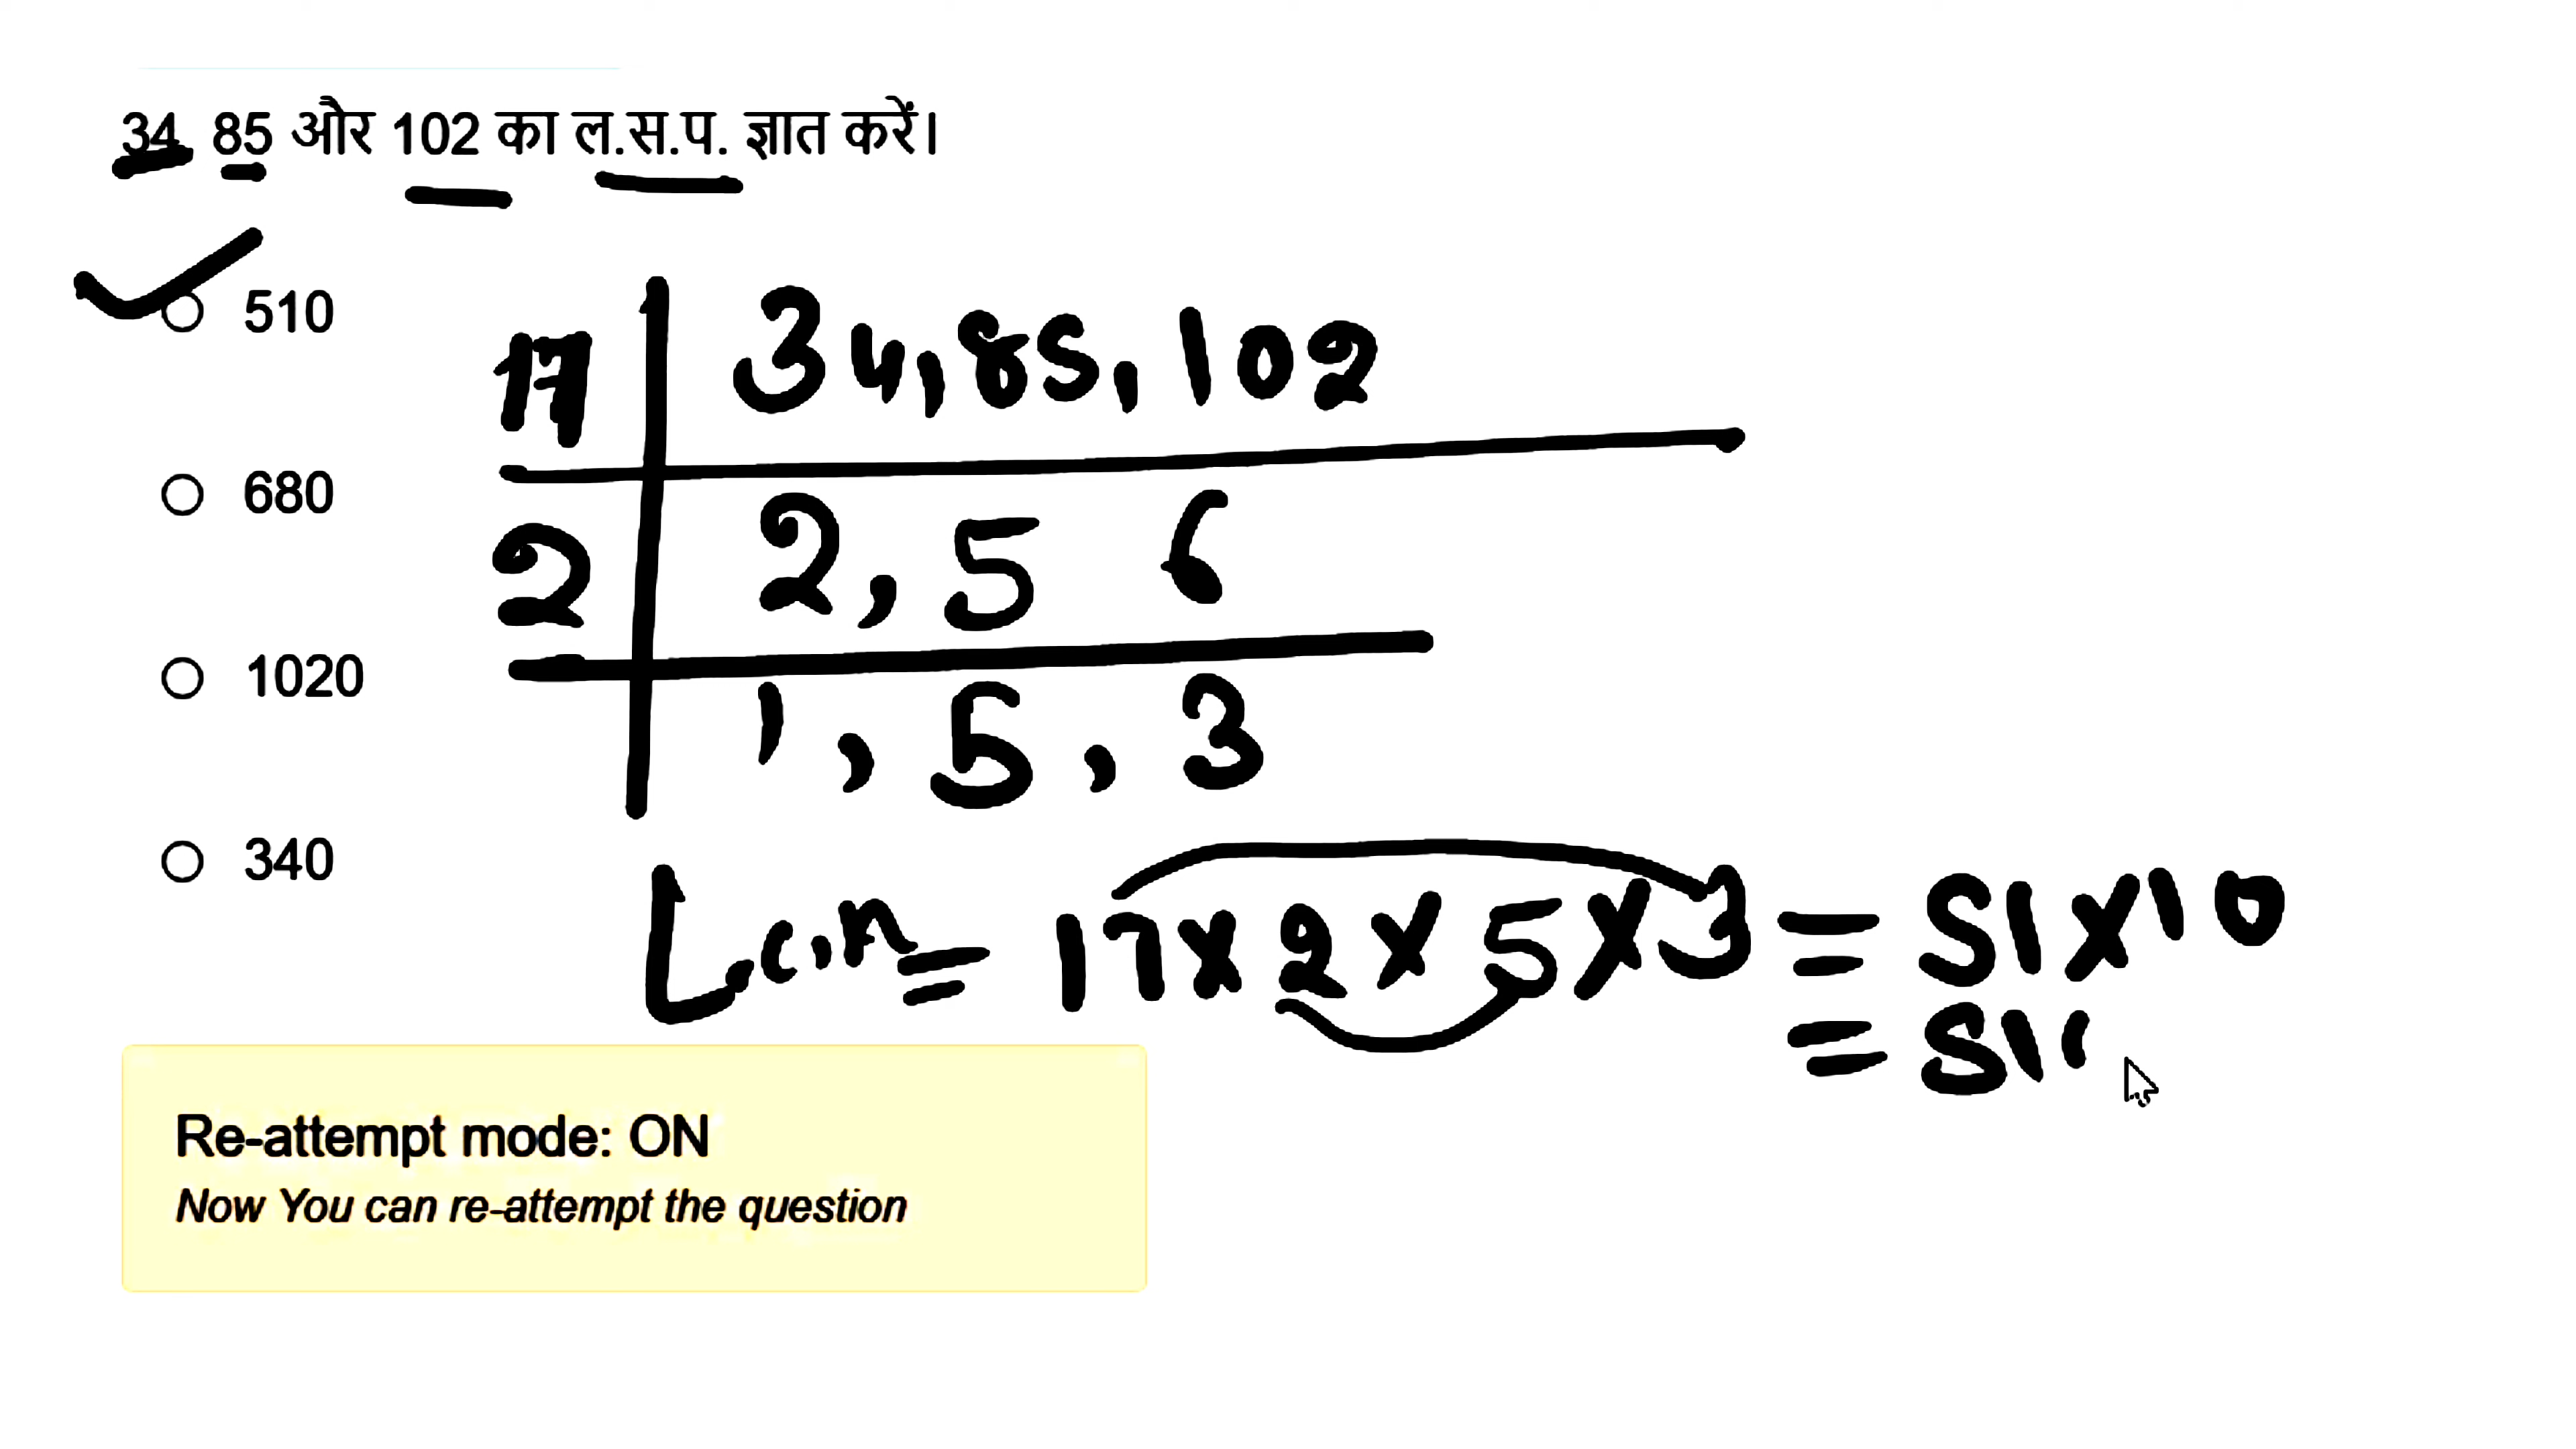 34, 85 और 102 का ल.स.प. ज्ञात करें।
510
680
1020
340
17 34,85,102
2 2, 5 6
1, 5, 3
L.C.M = 17 x 2 x 5 x 3 = 51 x 10
= 510
Re-attempt mode: ON
Now You can re-attempt the question